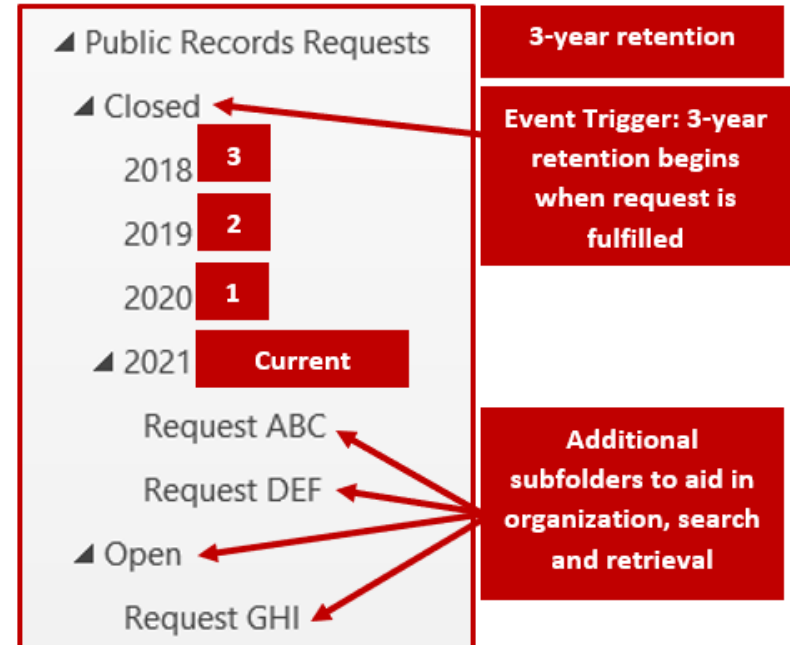 Public Records Requests
3-year retention
Closed
Event Trigger: 3-year
retention begins
when request is
fulfilled
2018 3
2019 2
2020 1
2021 Current
Request ABC
Request DEF
Open
Request GHI
Additional
subfolders to aid in
organization, search
and retrieval